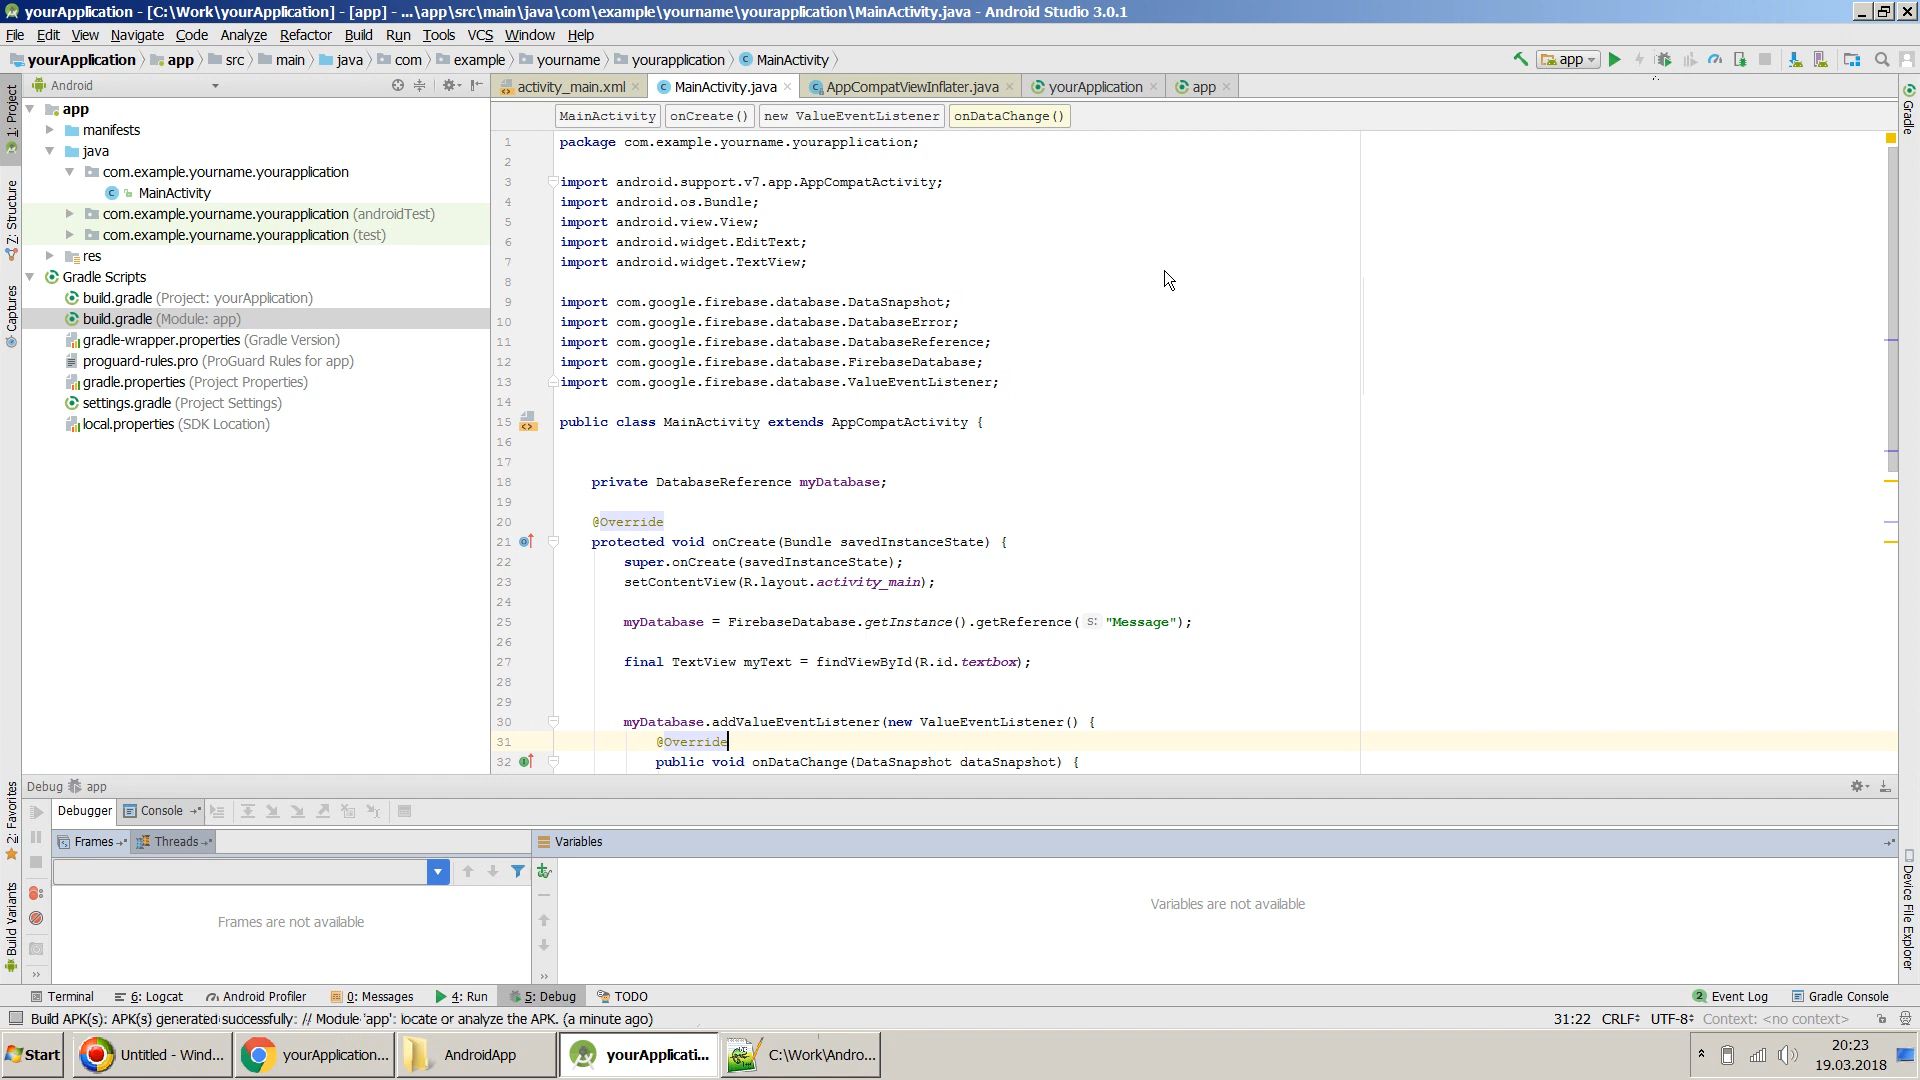 yourApplication - [C:\Work\yourApplication] - [app] - ...\app\src\main\java\com\example\yourname\yourapplication\MainActivity.java - Android Studio 3.0.1
File Edit View Navigate Code Analyze Refactor Build Run Tools VCS Window Help
yourApplication app src main java com example yourname yourapplication MainActivity
app
Android
activity_main.xml MainActivity.java AppCompatViewInflater.java yourApplication app
MainActivity onCreate() new ValueEventListener onDataChange()
1: Project
Z: Structure
Captures
2: Favorites
Build Variants
app
manifests
java
com.example.yourname.yourapplication
MainActivity
com.example.yourname.yourapplication (androidTest)
com.example.yourname.yourapplication (test)
res
Gradle Scripts
build.gradle (Project: yourApplication)
build.gradle (Module: app)
gradle-wrapper.properties (Gradle Version)
proguard-rules.pro (ProGuard Rules for app)
gradle.properties (Project Properties)
settings.gradle (Project Settings)
local.properties (SDK Location)
1 package com.example.yourname.yourapplication;
2
3 import android.support.v7.app.AppCompatActivity;
4 import android.os.Bundle;
5 import android.view.View;
6 import android.widget.EditText;
7 import android.widget.TextView;
8
9 import com.google.firebase.database.DataSnapshot;
10 import com.google.firebase.database.DatabaseError;
11 import com.google.firebase.database.DatabaseReference;
12 import com.google.firebase.database.FirebaseDatabase;
13 import com.google.firebase.database.ValueEventListener;
14
15 public class MainActivity extends AppCompatActivity {
16
17
18 private DatabaseReference myDatabase;
19
20 @Override
21 protected void onCreate(Bundle savedInstanceState) {
22 super.onCreate(savedInstanceState);
23 setContentView(R.layout.activity_main);
24
25 myDatabase = FirebaseDatabase.getInstance().getReference( s: "Message");
26
27 final TextView myText = findViewById(R.id.textbox);
28
29
30 myDatabase.addValueEventListener(new ValueEventListener() {
31 @Override
32 public void onDataChange(DataSnapshot dataSnapshot) {
Gradle
Device File Explorer
Debug app
Debugger Console
Frames Threads
Variables
Frames are not available
Variables are not available
Terminal 6: Logcat Android Profiler 0: Messages 4: Run 5: Debug TODO
2 Event Log Gradle Console
Build APK(s): APK(s) generated successfully: // Module 'app': locate or analyze the APK. (a minute ago)
31:22 CRLF UTF-8 Context: <no context>
Start
Untitled - Wind...
yourApplication...
AndroidApp
yourApplicati...
C:\Work\Andro...
20:23
19.03.2018